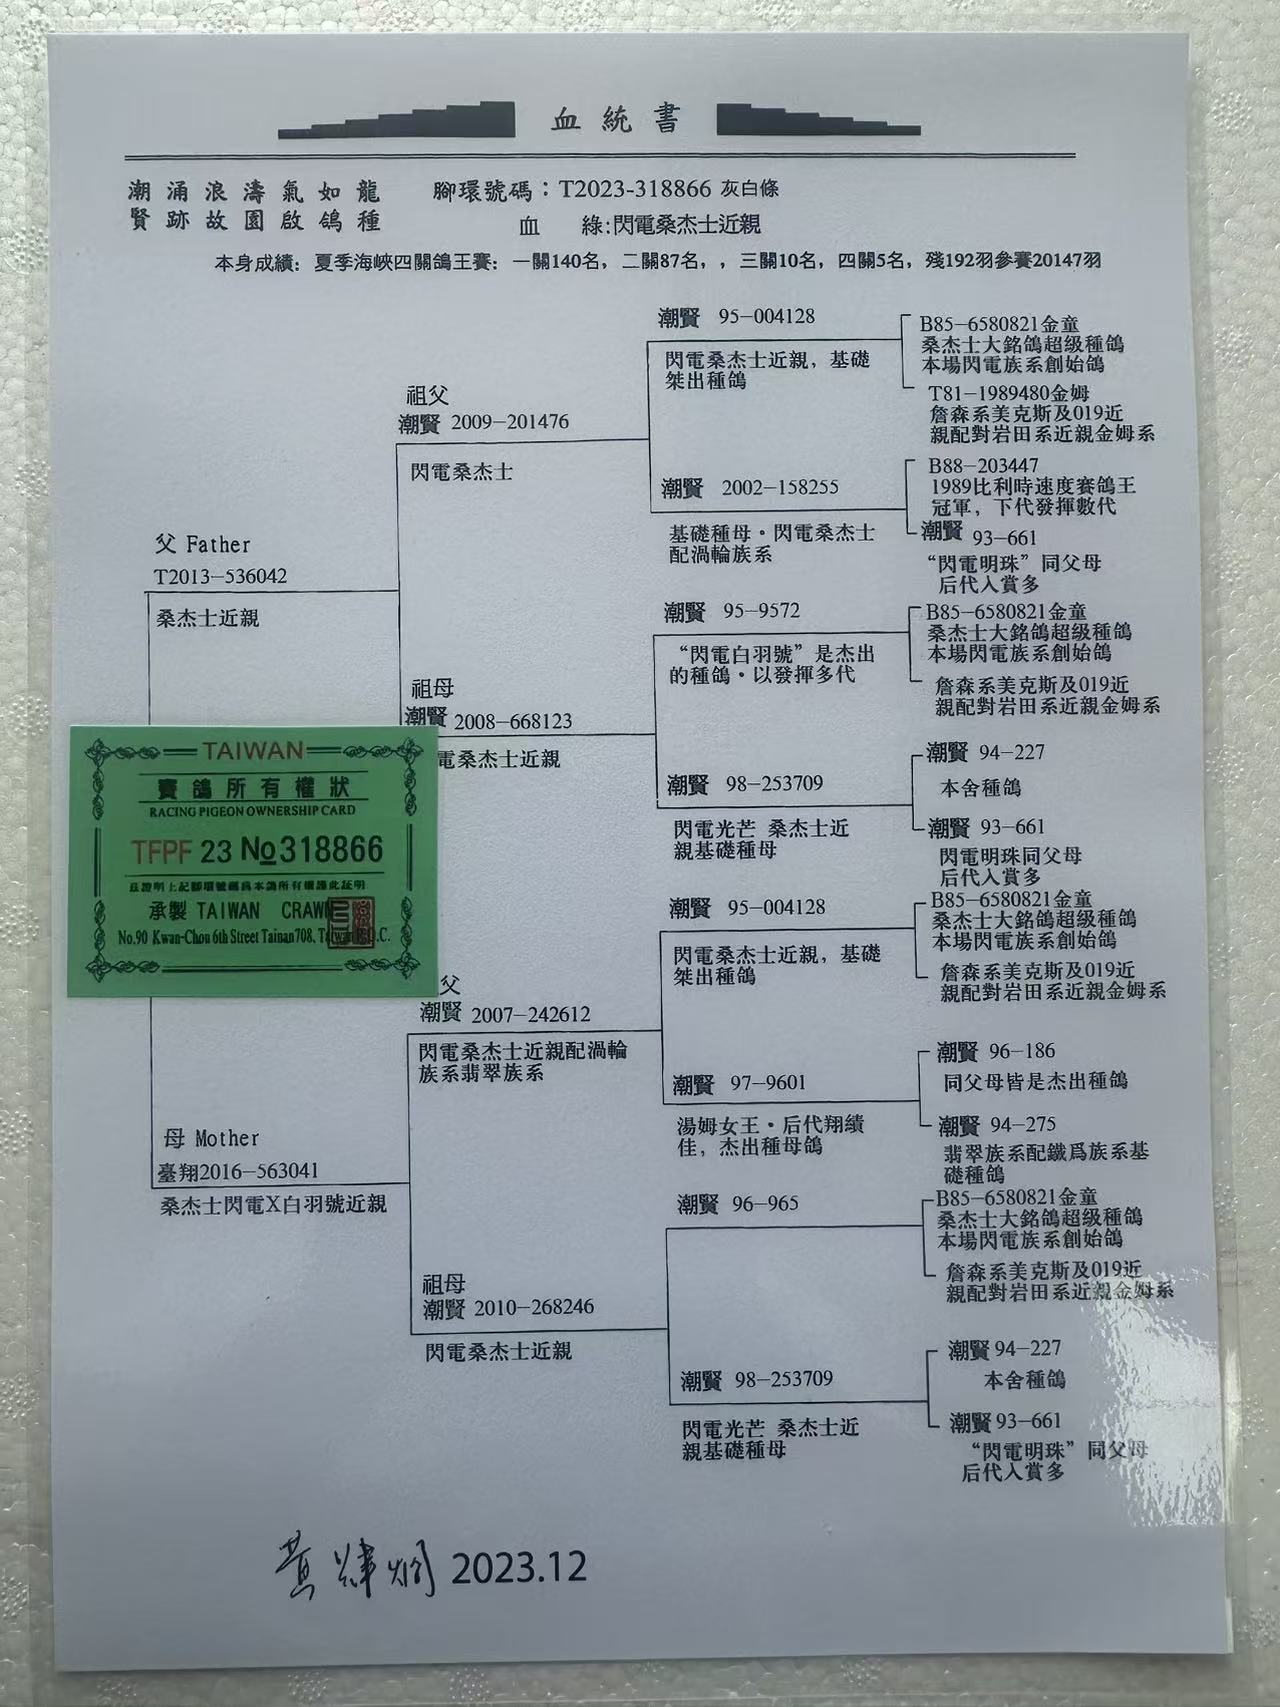 血統書
潮涌浪濤氣如龍
賢跡故園啟鴿種
腳環號碼：T2023-318866 灰白條
血 綠:閃電桑杰士近親
本身成績：夏季海峽四關鴿王賽：一關140名，二關87名，，三關10名，四關5名，殘192羽參賽20147羽
父 Father
T2013-536042
桑杰士近親
祖父
潮賢 2009-201476
閃電桑杰士
潮賢 95-004128
閃電桑杰士近親，基礎
桀出種鴿
B85-6580821金童
桑杰士大銘鴿超級種鴿
本場閃電族系創始鴿
T81-1989480金姆
詹森系美克斯及019近
親配對岩田系近親金姆系
潮賢 2002-158255
基礎種母·閃電桑杰士
配渦輪族系
B88-203447
1989比利時速度賽鴿王
冠軍，下代發揮數代
潮賢 93-661
“閃電明珠”同父母
后代入賞多
祖母
潮賢 2008-668123
電桑杰士近親
潮賢 95-9572
“閃電白羽號”是杰出
的種鴿·以發揮多代
B85-6580821金童
桑杰士大銘鴿超級種鴿
本場閃電族系創始鴿
詹森系美克斯及019近
親配對岩田系近親金姆系
潮賢 98-253709
閃電光芒 桑杰士近
親基礎種母
潮賢 94-227
本舍種鴿
潮賢 93-661
閃電明珠同父母
后代入賞多
TAIWAN
賽鴿所有權狀
RACING PIGEON OWNERSHIP CARD
TFPF 23 No318866
茲證明上記腳環號碼為本鴿所有權謹此証明
承製 TAIWAN CRAW
No.90 Kwan-Chou 6th Street Tainan 708, Taiwan R.O.C.
母 Mother
臺翔2016-563041
桑杰士閃電X白羽號近親
父
潮賢 2007-242612
閃電桑杰士近親配渦輪
族系翡翠族系
潮賢 95-004128
閃電桑杰士近親，基礎
桀出種鴿
B85-6580821金童
桑杰士大銘鴿超級種鴿
本場閃電族系創始鴿
詹森系美克斯及019近
親配對岩田系近親金姆系
潮賢 97-9601
湯姆女王·后代翔績
佳，杰出種母鴿
潮賢 96-186
同父母皆是杰出種鴿
潮賢 94-275
翡翠族系配鐵爲族系基
礎種鴿
祖母
潮賢 2010-268246
閃電桑杰士近親
潮賢 96-965
B85-6580821金童
桑杰士大銘鴿超級種鴿
本場閃電族系創始鴿
詹森系美克斯及019近
親配對岩田系近親金姆系
潮賢 98-253709
閃電光芒 桑杰士近
親基礎種母
潮賢 94-227
本舍種鴿
潮賢 93-661
“閃電明珠”同父母
后代入賞多
黃 2023.12